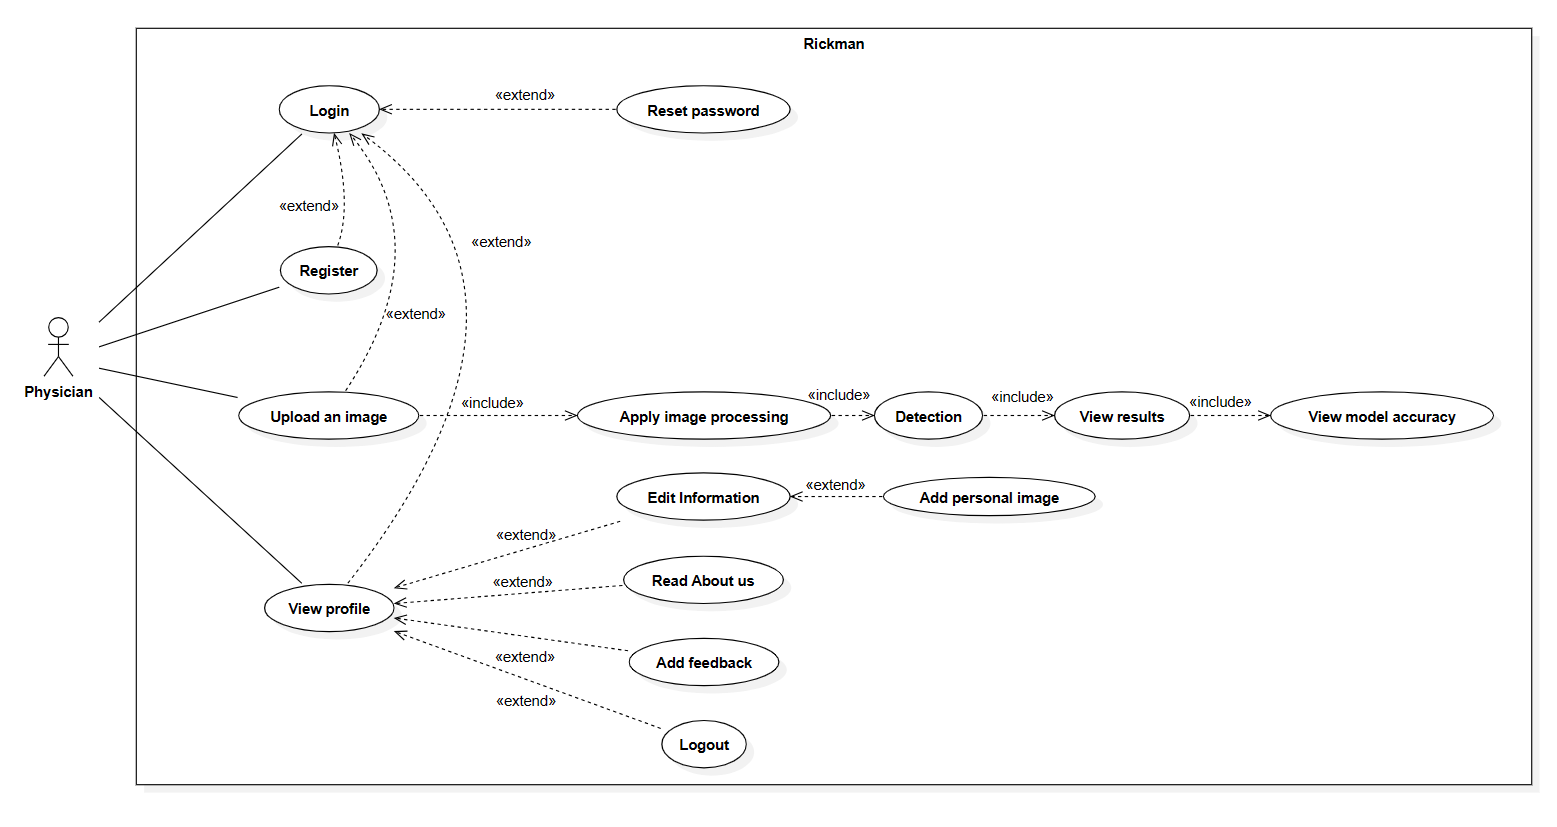 Rickman
Login
«extend»
Reset password
«extend»
«extend»
Register
«extend»
Physician
Upload an image
«include»
Apply image processing
«include»
Detection
«include»
View results
«include»
View model accuracy
Edit Information
«extend»
Add personal image
«extend»
Read About us
«extend»
View profile
Add feedback
«extend»
«extend»
Logout